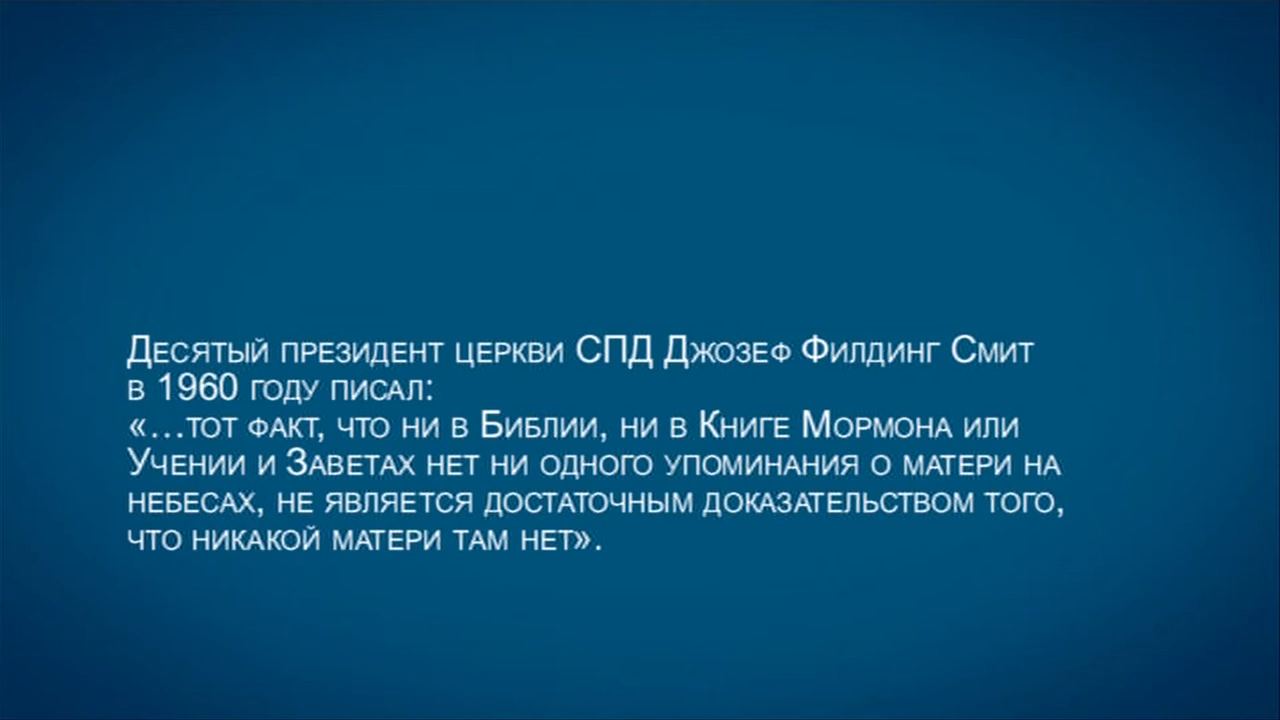 Десятый президент церкви СПД Джозеф Филдинг Смит
в 1960 году писал:
«...тот факт, что ни в Библии, ни в Книге Мормона или
Учении и Заветах нет ни одного упоминания о матери на
небесах, не является достаточным доказательством того,
что никакой матери там нет».